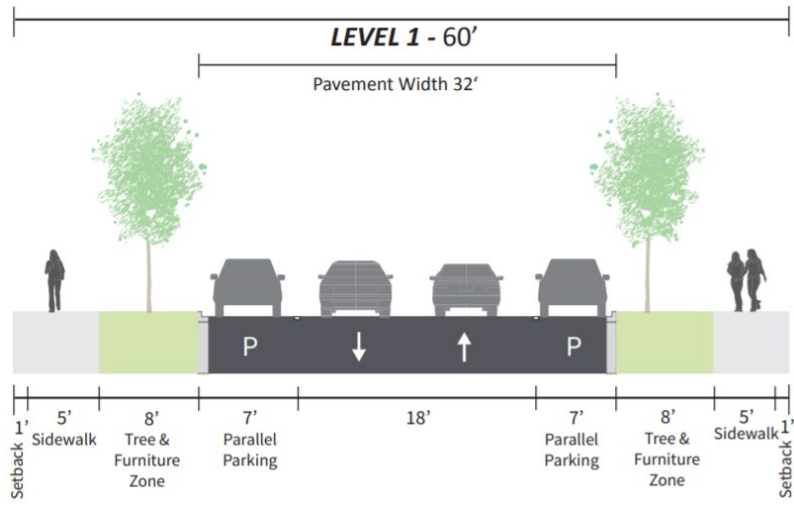 LEVEL 1 - 60’
Pavement Width 32‘
P
P
1’
5’
8’
7’
18’
7’
8’
5’
1’
Setback
Sidewalk
Tree &
Furniture
Zone
Parallel
Parking
Parallel
Parking
Tree &
Furniture
Zone
Sidewalk
Setback